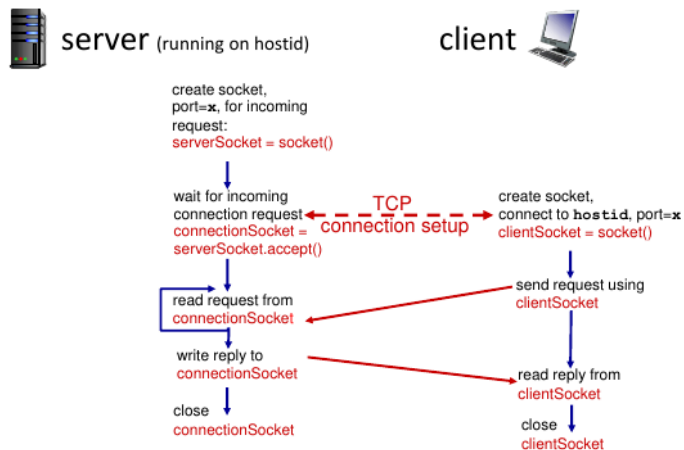 server (running on hostid)
client
create socket,
port=x, for incoming
request:
serverSocket = socket()
wait for incoming
connection request
connectionSocket =
serverSocket.accept()
TCP
connection setup
create socket,
connect to hostid, port=x
clientSocket = socket()
read request from
connectionSocket
send request using
clientSocket
write reply to
connectionSocket
read reply from
clientSocket
close
connectionSocket
close
clientSocket